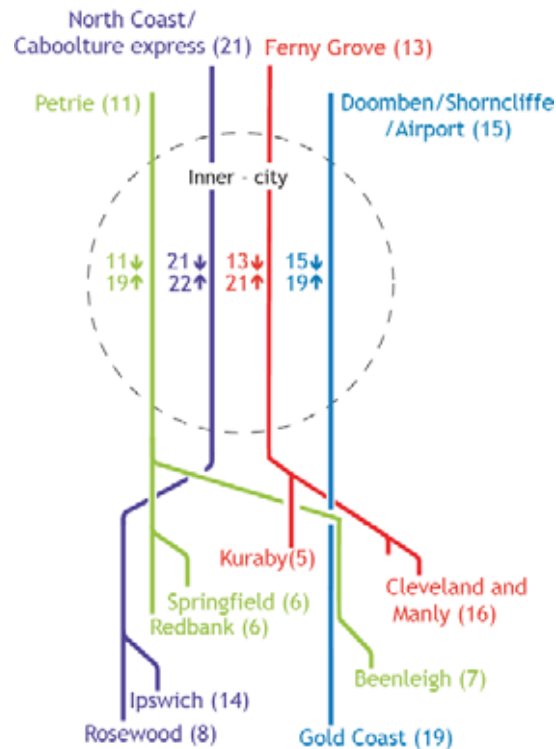 North Coast/
Caboolture express (21)
Ferny Grove (13)
Petrie (11)
Doomben/Shorncliffe
/Airport (15)
Inner - city
11↓ 21↓ 13↓ 15↓
19↑ 22↑ 21↑ 19↑
Kuraby(5)
Cleveland and
Manly (16)
Springfield (6)
Redbank (6)
Beenleigh (7)
Ipswich (14)
Rosewood (8)
Gold Coast (19)